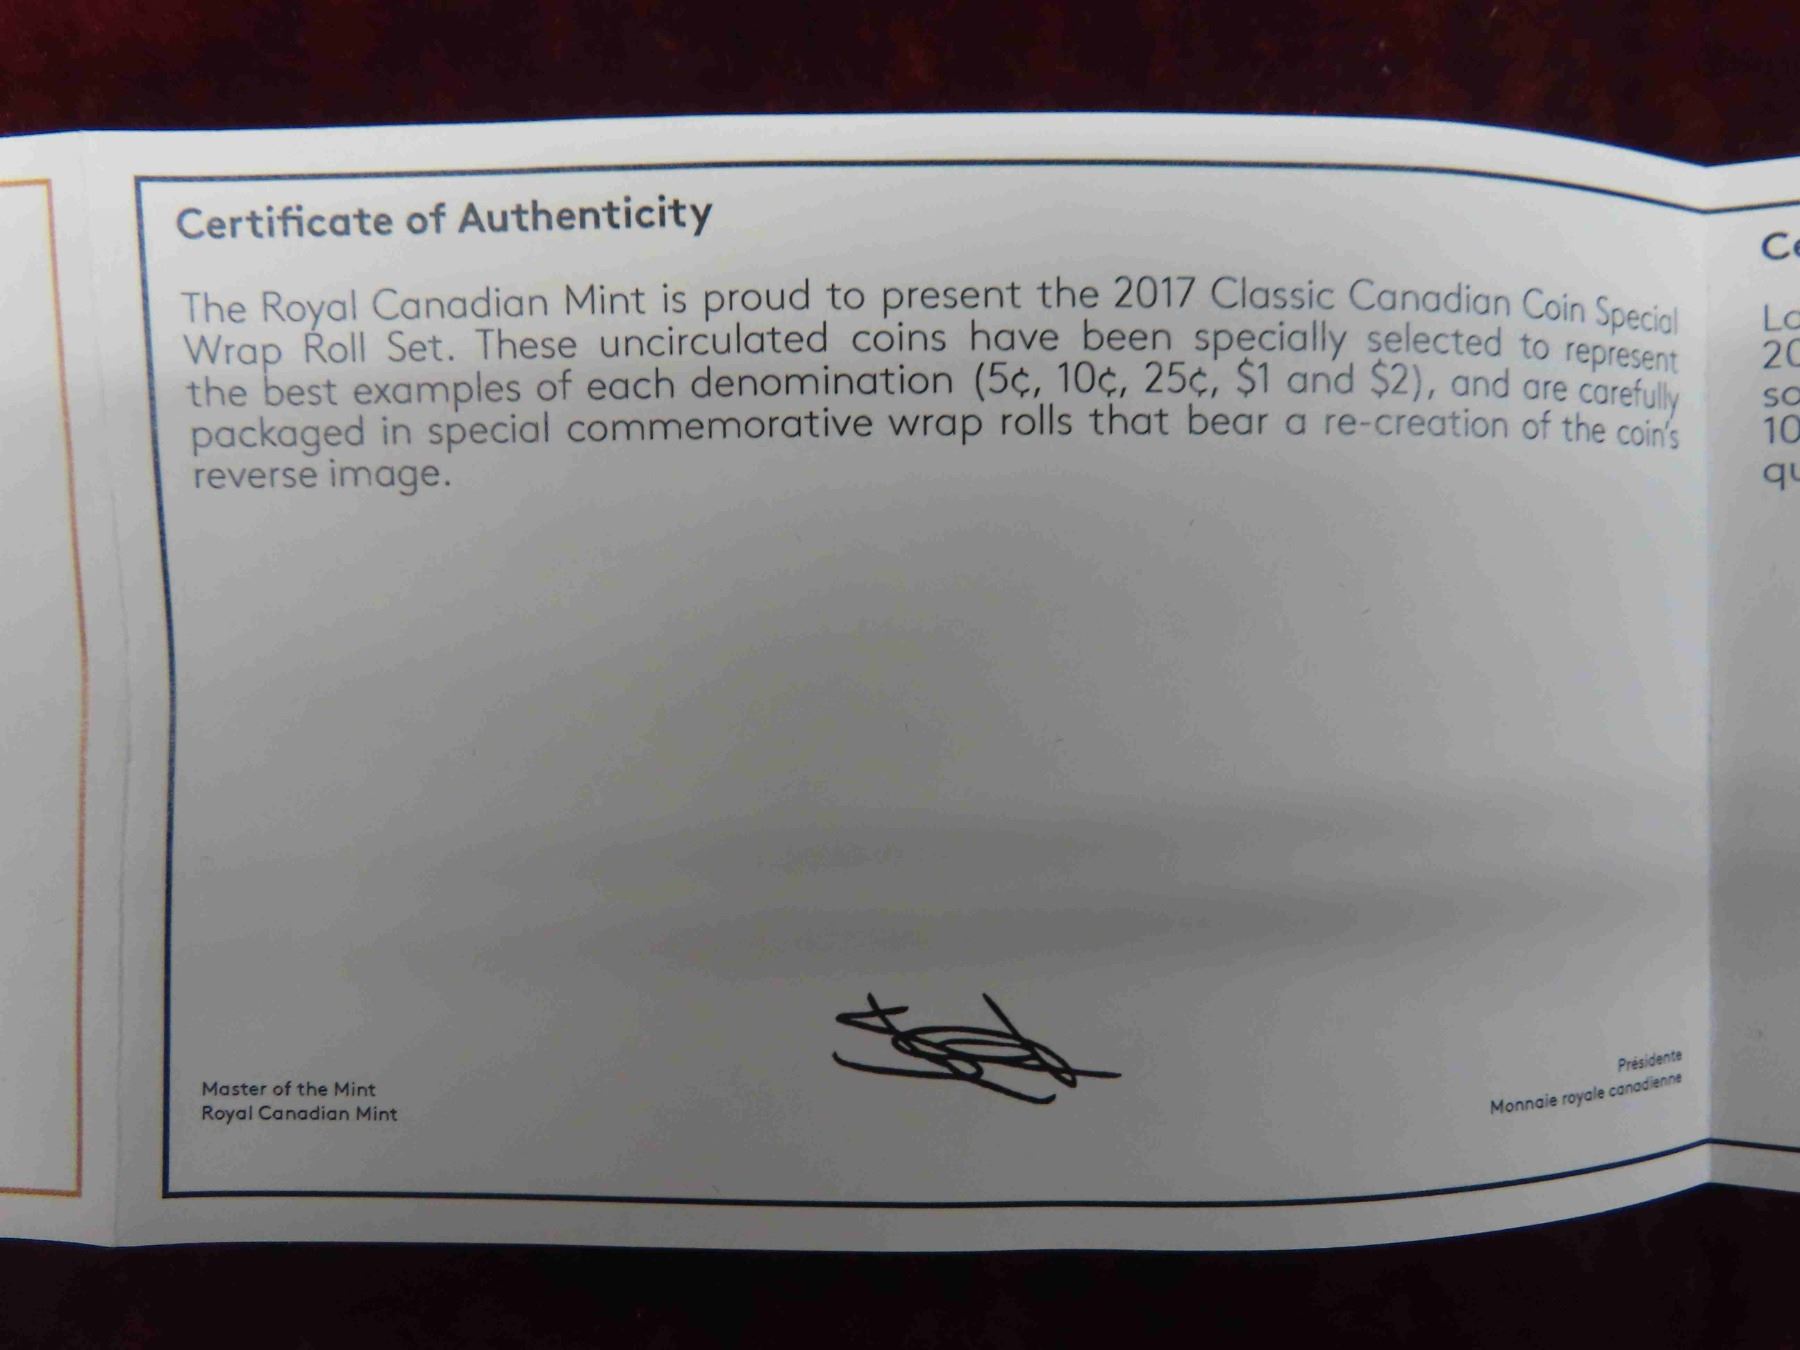 Certificate of Authenticity
The Royal Canadian Mint is proud to present the 2017 Classic Canadian Coin Special
Wrap Roll Set. These uncirculated coins have been specially selected to represent
the best examples of each denomination (5¢, 10¢, 25¢, $1 and $2), and are carefully
packaged in special commemorative wrap rolls that bear a re-creation of the coin's
reverse image.
Master of the Mint
Royal Canadian Mint
Présidente
Monnaie royale canadienne